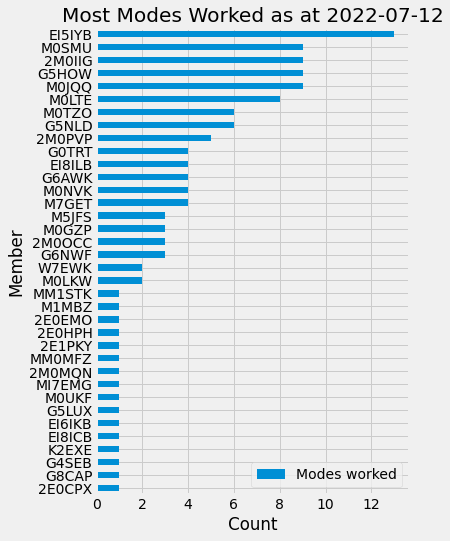 Most Modes Worked as at 2022-07-12
EI5IYB
M0SMU
2M0IIG
G5HOW
M0JQQ
M0LTE
M0TZO
G5NLD
2M0PVP
G0TRT
EI8ILB
G6AWK
M0NVK
M7GET
M5JFS
M0GZP
2M0OCC
G6NWF
W7EWK
M0LKW
MM1STK
M1MBZ
2E0EMO
2E0HPH
2E1PKY
MM0MFZ
2M0MQN
MI7EMG
M0UKF
G5LUX
EI6IKB
EI8ICB
K2EXE
G4SEB
G8CAP
2E0CPX
Member
Modes worked
0 2 4 6 8 10 12
Count